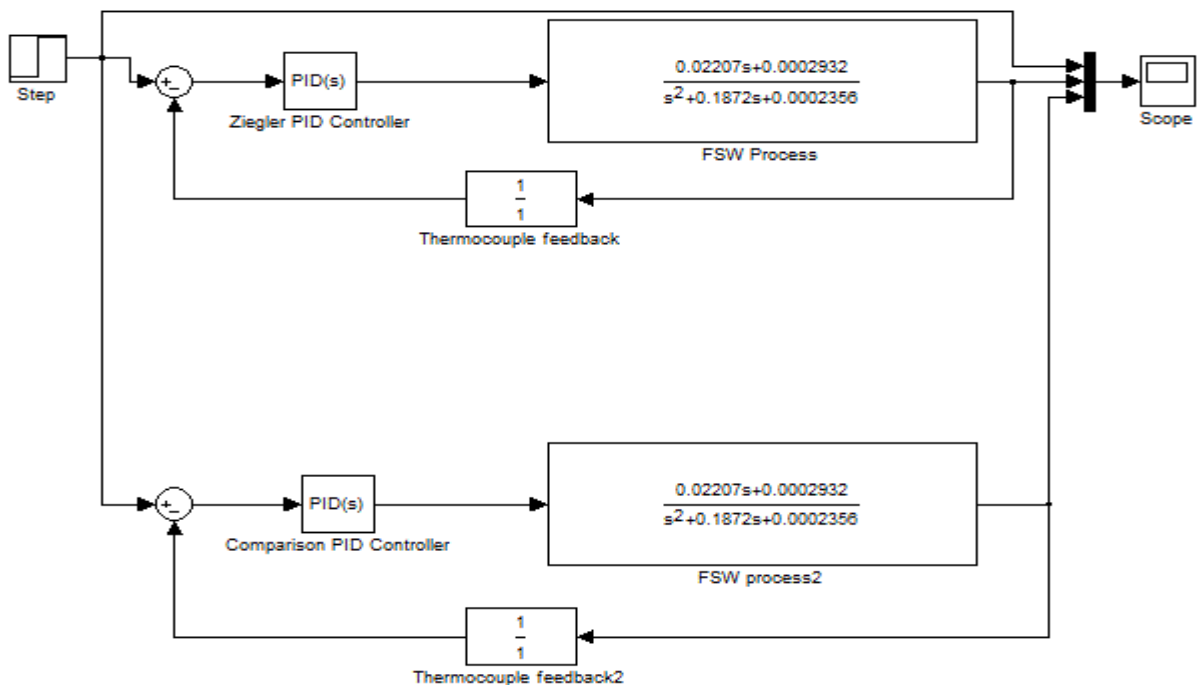 Step
+
−
PID(s)
Ziegler PID Controller
0.02207s+0.0002932
s²+0.1872s+0.0002356
FSW Process
Scope
1
1
Thermocouple feedback
+
−
PID(s)
Comparison PID Controller
0.02207s+0.0002932
s²+0.1872s+0.0002356
FSW process2
1
1
Thermocouple feedback2